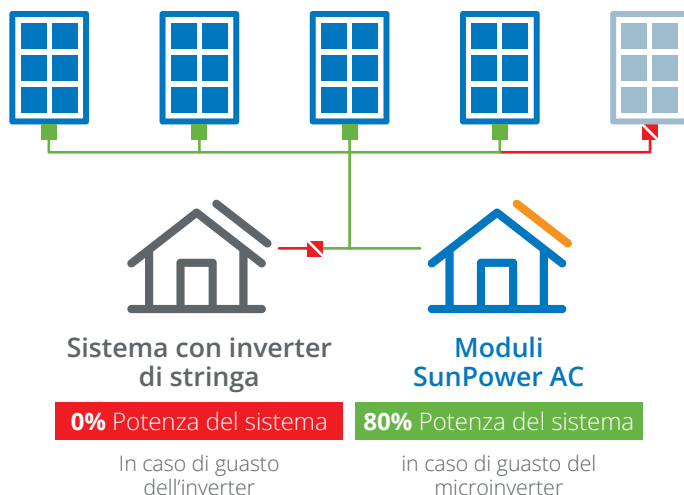 Sistema con inverter
di stringa
0% Potenza del sistema
In caso di guasto
dell'inverter
Moduli
SunPower AC
80% Potenza del sistema
in caso di guasto del
microinverter